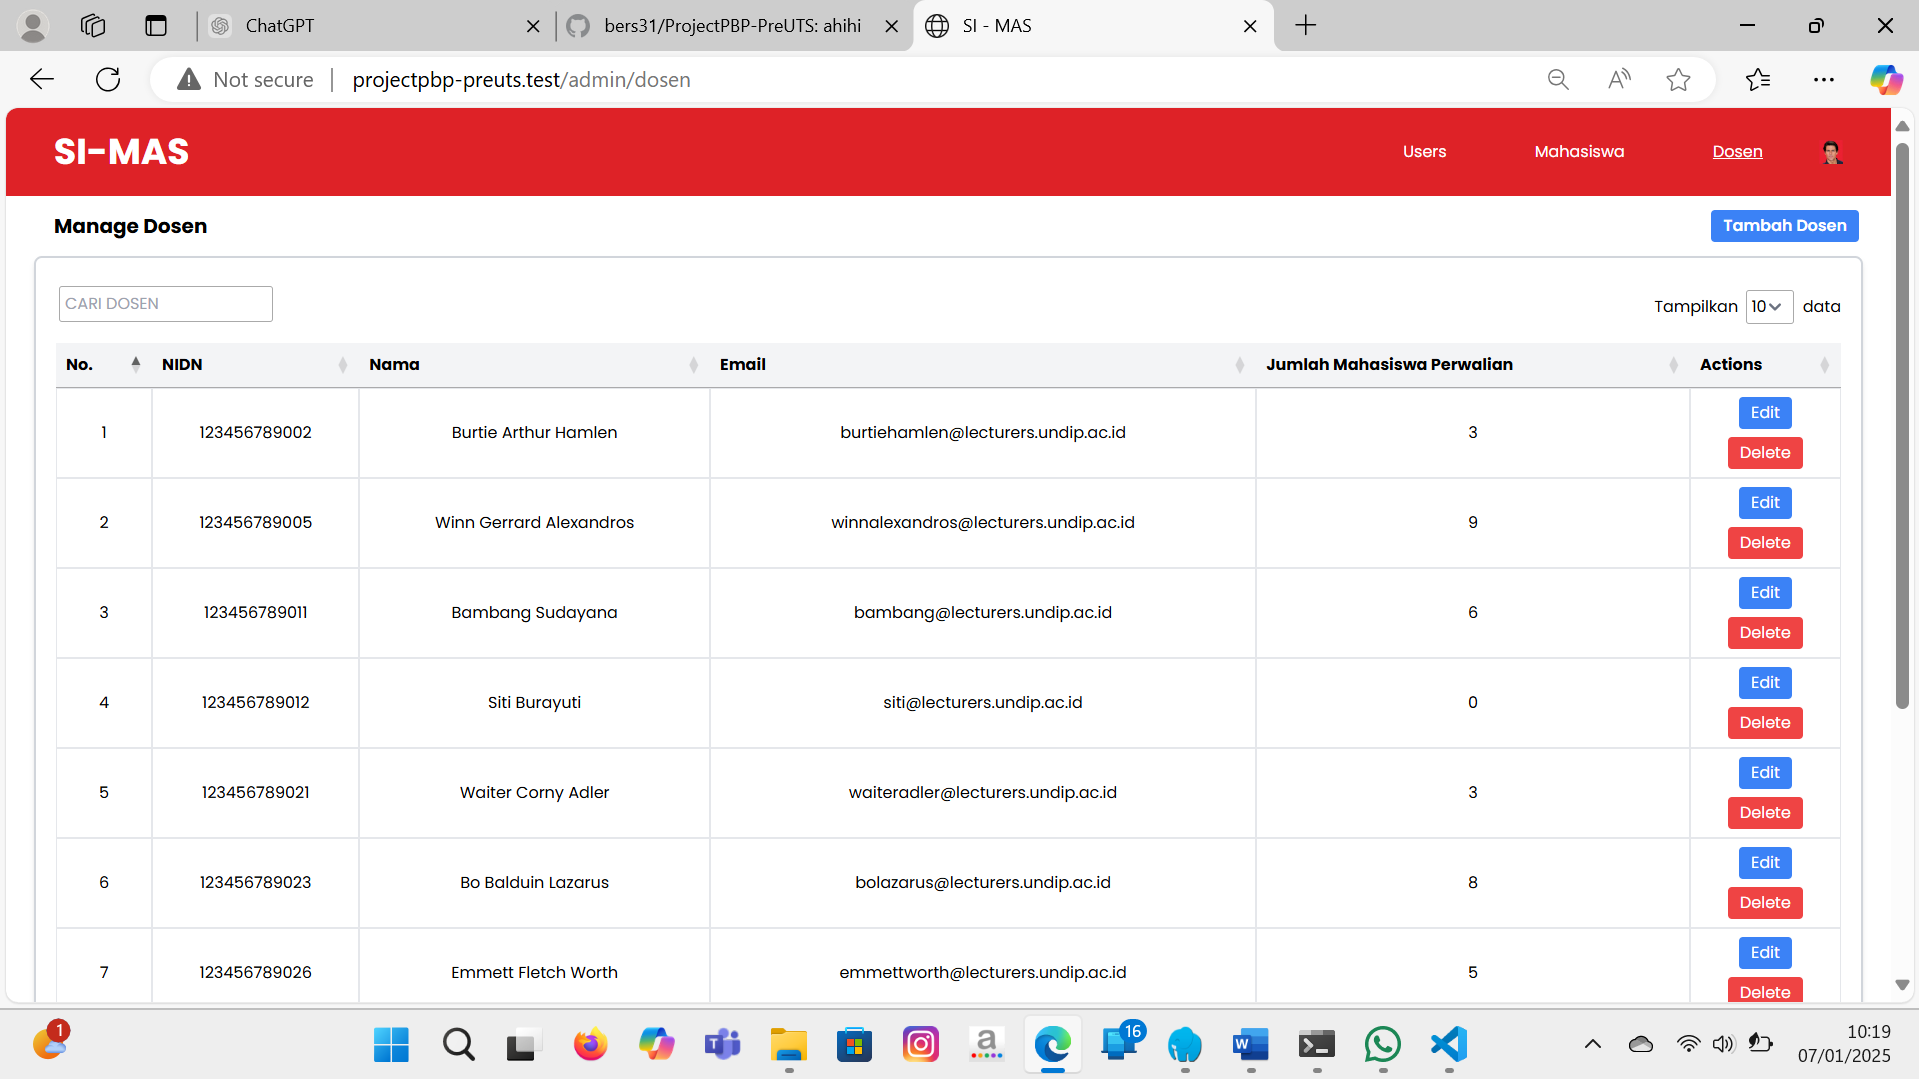 ChatGPT
bers31/ProjectPBP-PreUTS: ahihi
SI - MAS
Not secure
projectpbp-preuts.test/admin/dosen
SI-MAS
Users
Mahasiswa
Dosen
Manage Dosen
Tambah Dosen
CARI DOSEN
Tampilkan 10 data
No. NIDN Nama Email Jumlah Mahasiswa Perwalian Actions
1 123456789002 Burtie Arthur Hamlen burtiehamlen@lecturers.undip.ac.id 3 Edit
Delete
2 123456789005 Winn Gerrard Alexandros winnalexandros@lecturers.undip.ac.id 9 Edit
Delete
3 123456789011 Bambang Sudayana bambang@lecturers.undip.ac.id 6 Edit
Delete
4 123456789012 Siti Burayuti siti@lecturers.undip.ac.id 0 Edit
Delete
5 123456789021 Waiter Corny Adler waiteradler@lecturers.undip.ac.id 3 Edit
Delete
6 123456789023 Bo Balduin Lazarus bolazarus@lecturers.undip.ac.id 8 Edit
Delete
7 123456789026 Emmett Fletch Worth emmettworth@lecturers.undip.ac.id 5 Edit
Delete
1
16
10:19
07/01/2025